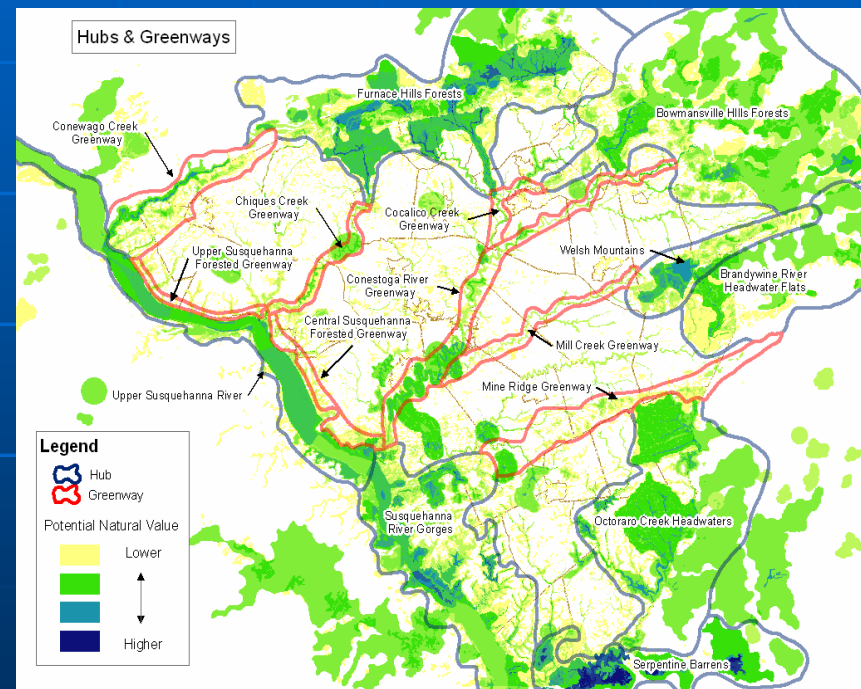 Hubs & Greenways
Furnace Hills Forests
Bowmansville HIlls Forests
Conewago Creek
Greenway
Chiques Creek
Greenway
Cocalico Creek
Greenway
Upper Susquehanna
Forested Greenway
Welsh Mountains
Conestoga River
Greenway
Brandywine River
Headwater Flats
Central Susquehanna
Forested Greenway
Mill Creek Greenway
Mine Ridge Greenway
Upper Susquehanna River
Susquehanna
River Gorges
Octoraro Creek Headwaters
Serpentine Barrens
Legend
Hub
Greenway
Potential Natural Value
Lower
Higher